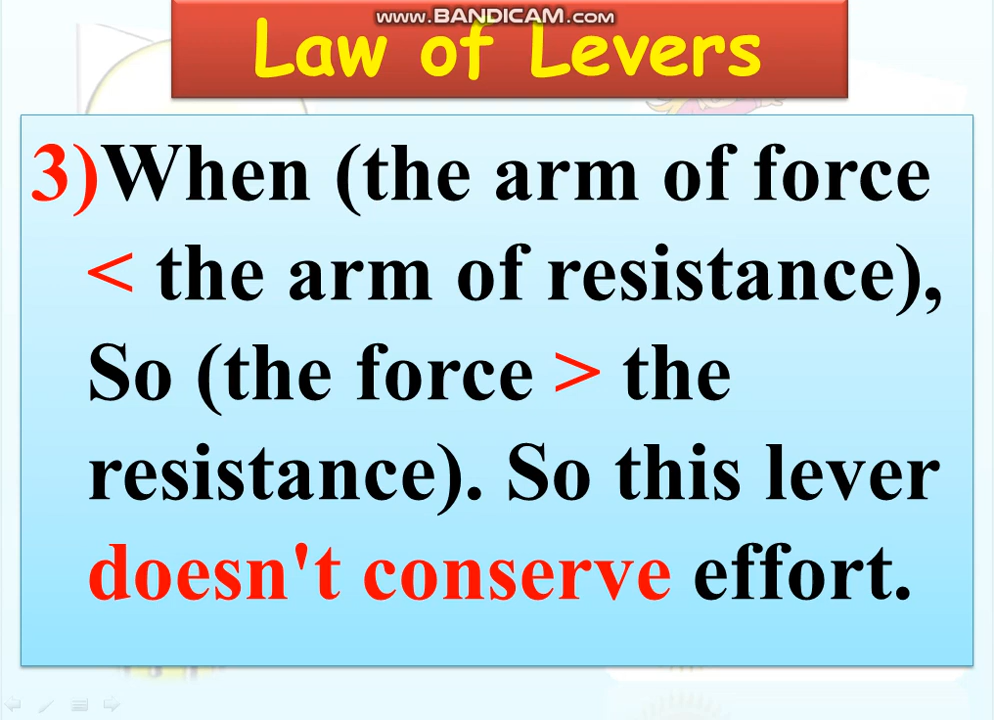 www.BANDICAM.com
Law of Levers
3)When (the arm of force
< the arm of resistance),
So (the force > the
resistance). So this lever
doesn't conserve effort.